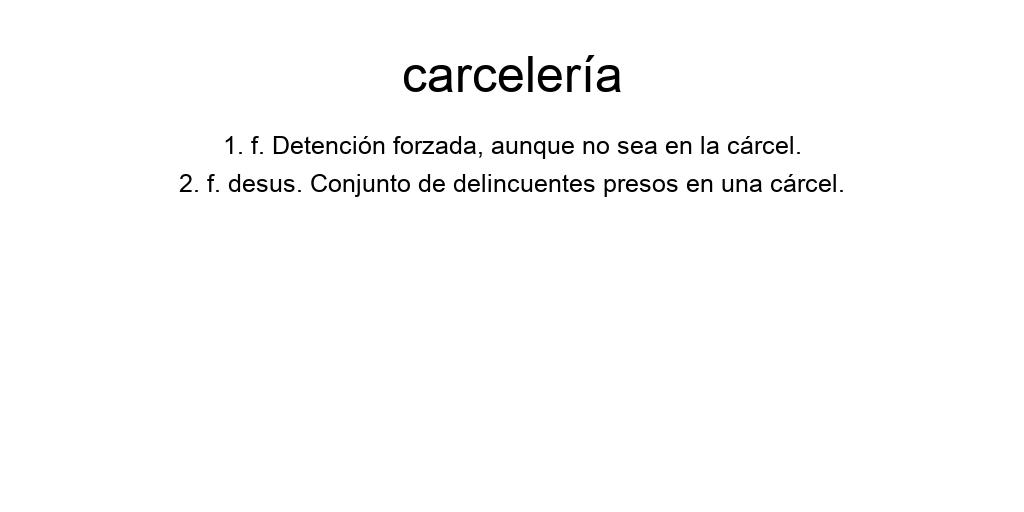 carcelería
1. f. Detención forzada, aunque no sea en la cárcel.
2. f. desus. Conjunto de delincuentes presos en una cárcel.